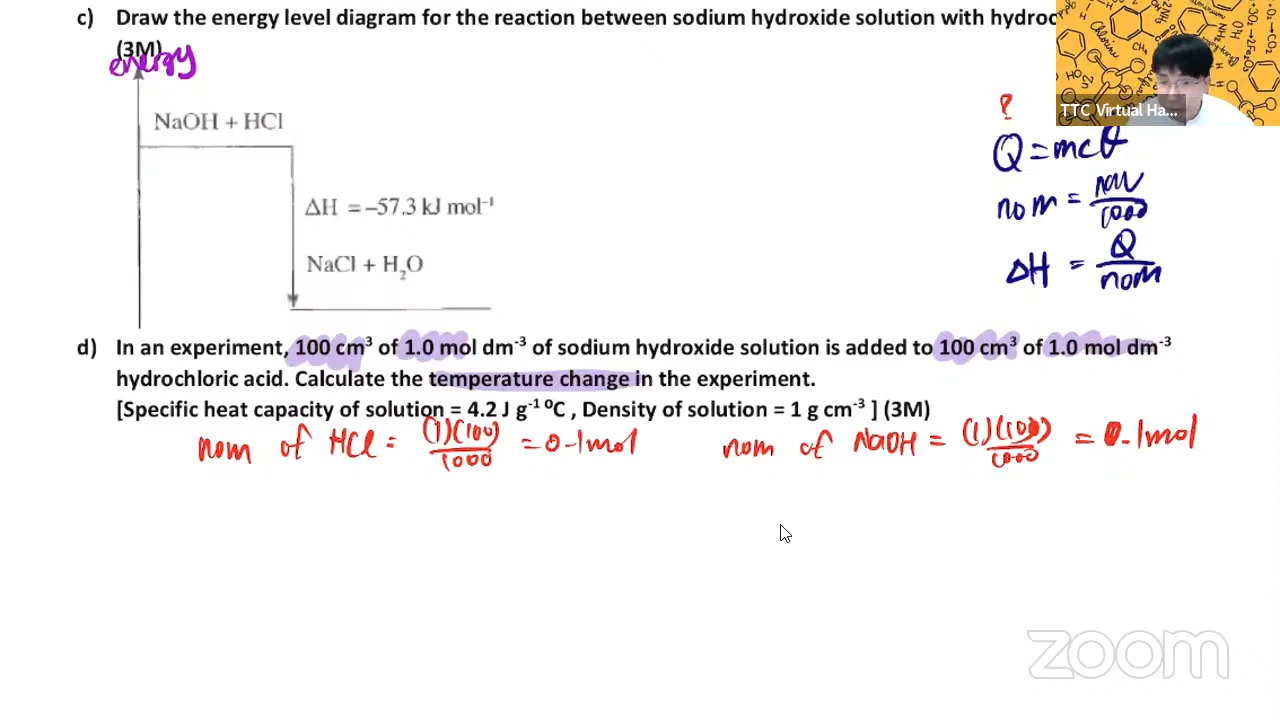 c) Draw the energy level diagram for the reaction between sodium hydroxide solution with hydroc
(3M)
energy
NaOH + HCl
ΔH = –57.3 kJ mol⁻¹
NaCl + H₂O
?
Q = mcθ
nom = mv/1000
ΔH = Q/nom
TTC Virtual Ha...
d) In an experiment, 100 cm³ of 1.0 mol dm⁻³ of sodium hydroxide solution is added to 100 cm³ of 1.0 mol dm⁻³
hydrochloric acid. Calculate the temperature change in the experiment.
[Specific heat capacity of solution = 4.2 J g⁻¹ ⁰C , Density of solution = 1 g cm⁻³ ] (3M)
nom of HCl = (1)(100)/1000 = 0.1mol
nom of NaOH = (1)(100)/1000 = 0.1mol
zoom